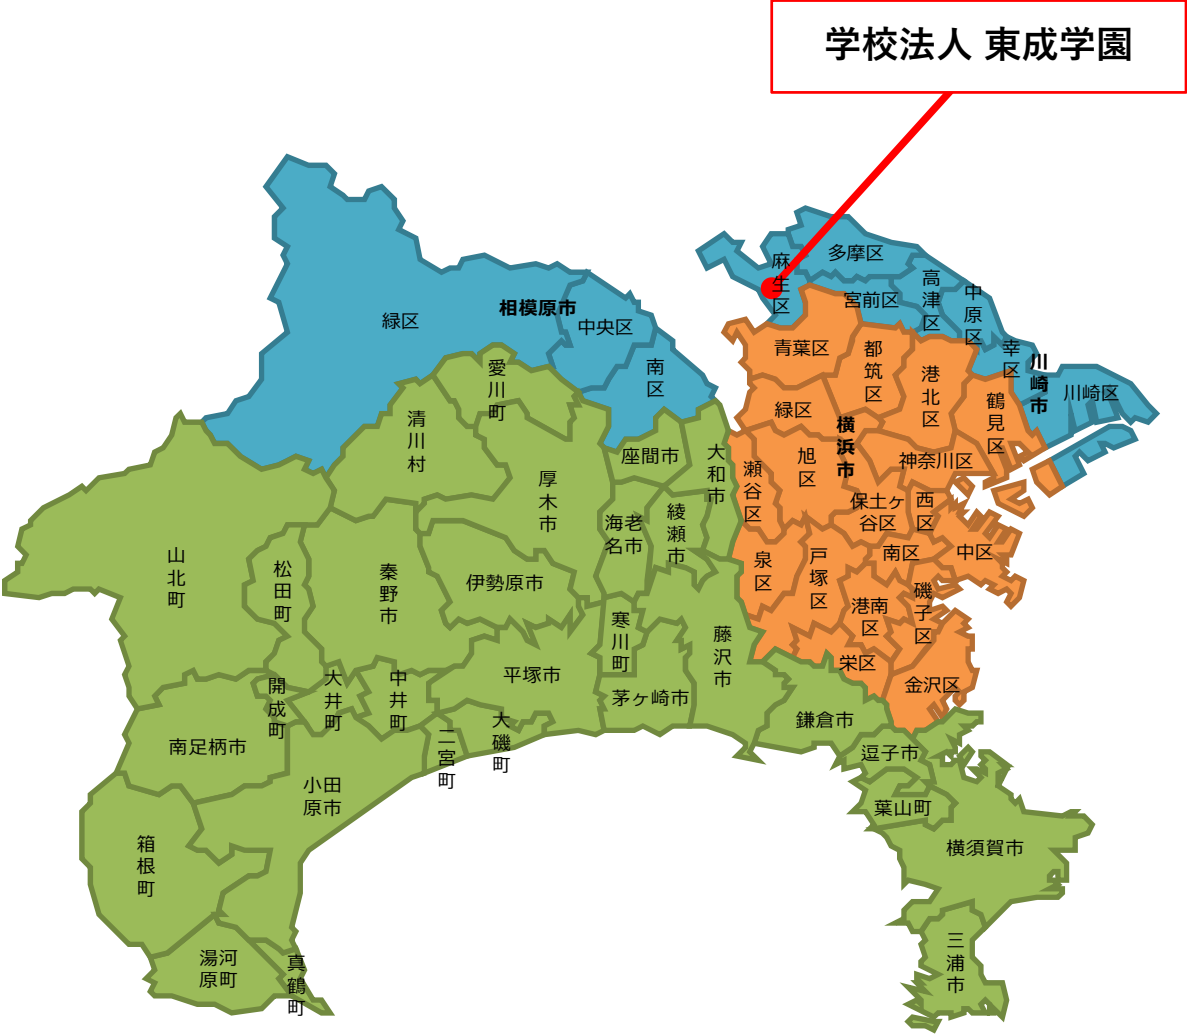 学校法人 東成学園
麻生区
多摩区
高津区
中原区
宮前区
幸区
川崎市
川崎区
緑区
相模原市
中央区
南区
青葉区
都筑区
港北区
鶴見区
緑区
横浜市
神奈川区
瀬谷区
旭区
保土ヶ
谷区
西区
中区
南区
泉区
戸塚区
港南
区
磯子区
栄区
金沢区
愛川町
清川村
厚木市
座間市
大和市
海老
名市
綾瀬市
山北町
松田町
秦野市
伊勢原市
寒川町
藤沢市
平塚市
茅ヶ崎市
開成町
大井町
中井町
南足柄市
二宮町
大磯町
小田
原市
箱根町
湯河
原町
真鶴町
鎌倉市
逗子市
葉山町
横須賀市
三浦市